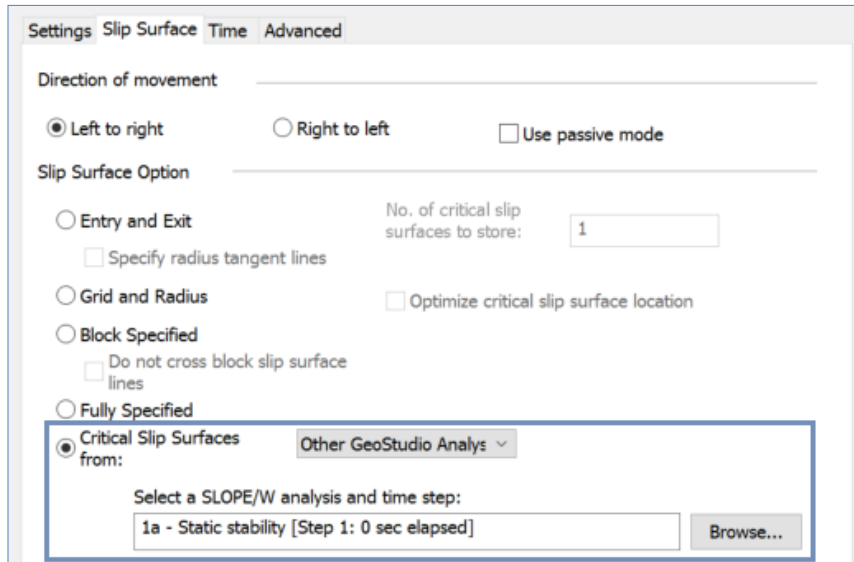 Settings Slip Surface Time Advanced
Direction of movement
Left to right Right to left Use passive mode
Slip Surface Option
Entry and Exit
No. of critical slip
surfaces to store: 1
Specify radius tangent lines
Grid and Radius Optimize critical slip surface location
Block Specified
Do not cross block slip surface
lines
Fully Specified
Critical Slip Surfaces
from: Other GeoStudio Analys
Select a SLOPE/W analysis and time step:
1a - Static stability [Step 1: 0 sec elapsed] Browse...